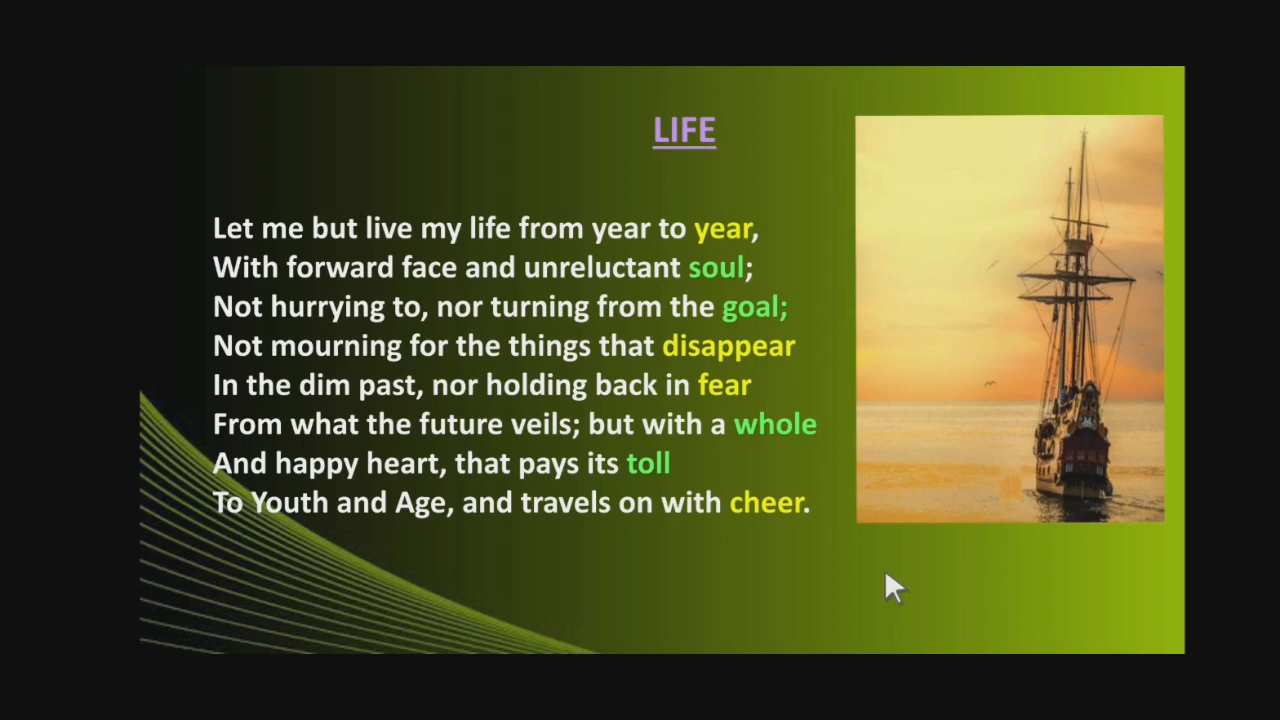 LIFE
Let me but live my life from year to year,
With forward face and unreluctant soul;
Not hurrying to, nor turning from the goal;
Not mourning for the things that disappear
In the dim past, nor holding back in fear
From what the future veils; but with a whole
And happy heart, that pays its toll
To Youth and Age, and travels on with cheer.